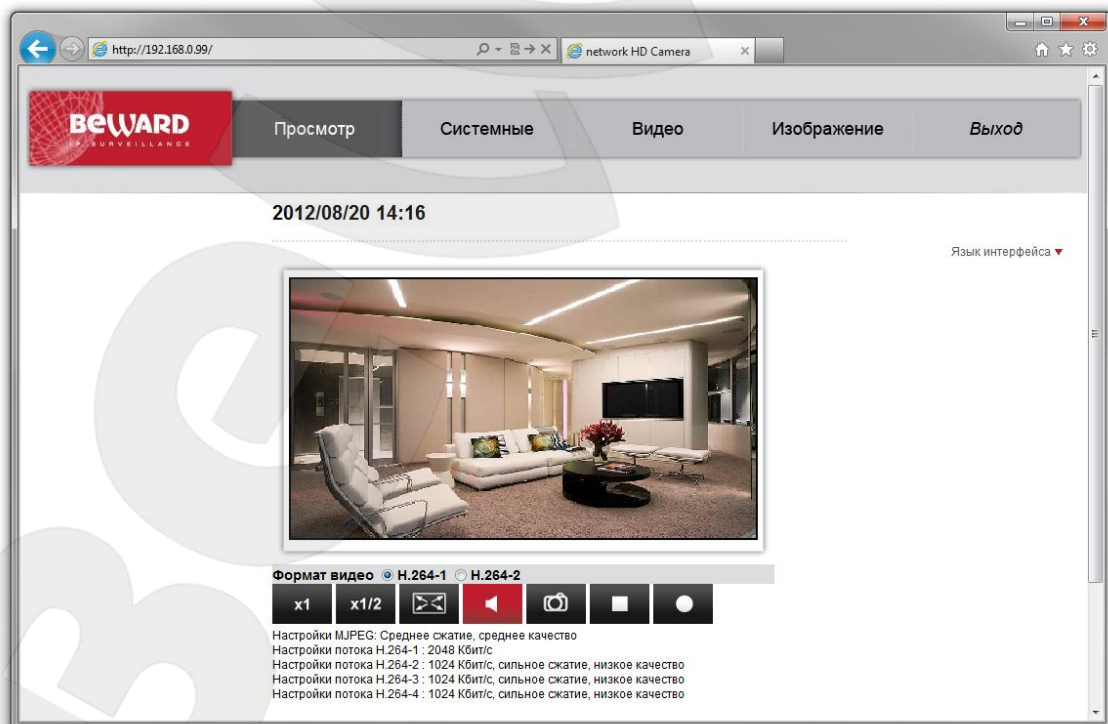 http://192.168.0.99/
network HD Camera
BEWARD
IP SURVEILLANCE
Просмотр Системные Видео Изображение Выход
2012/08/20 14:16
Язык интерфейса
Формат видео H.264-1 H.264-2
x1 x1/2
Настройки MJPEG: Среднее сжатие, среднее качество
Настройки потока H.264-1 : 2048 Кбит/с
Настройки потока H.264-2 : 1024 Кбит/с, сильное сжатие, низкое качество
Настройки потока H.264-3 : 1024 Кбит/с, сильное сжатие, низкое качество
Настройки потока H.264-4 : 1024 Кбит/с, сильное сжатие, низкое качество